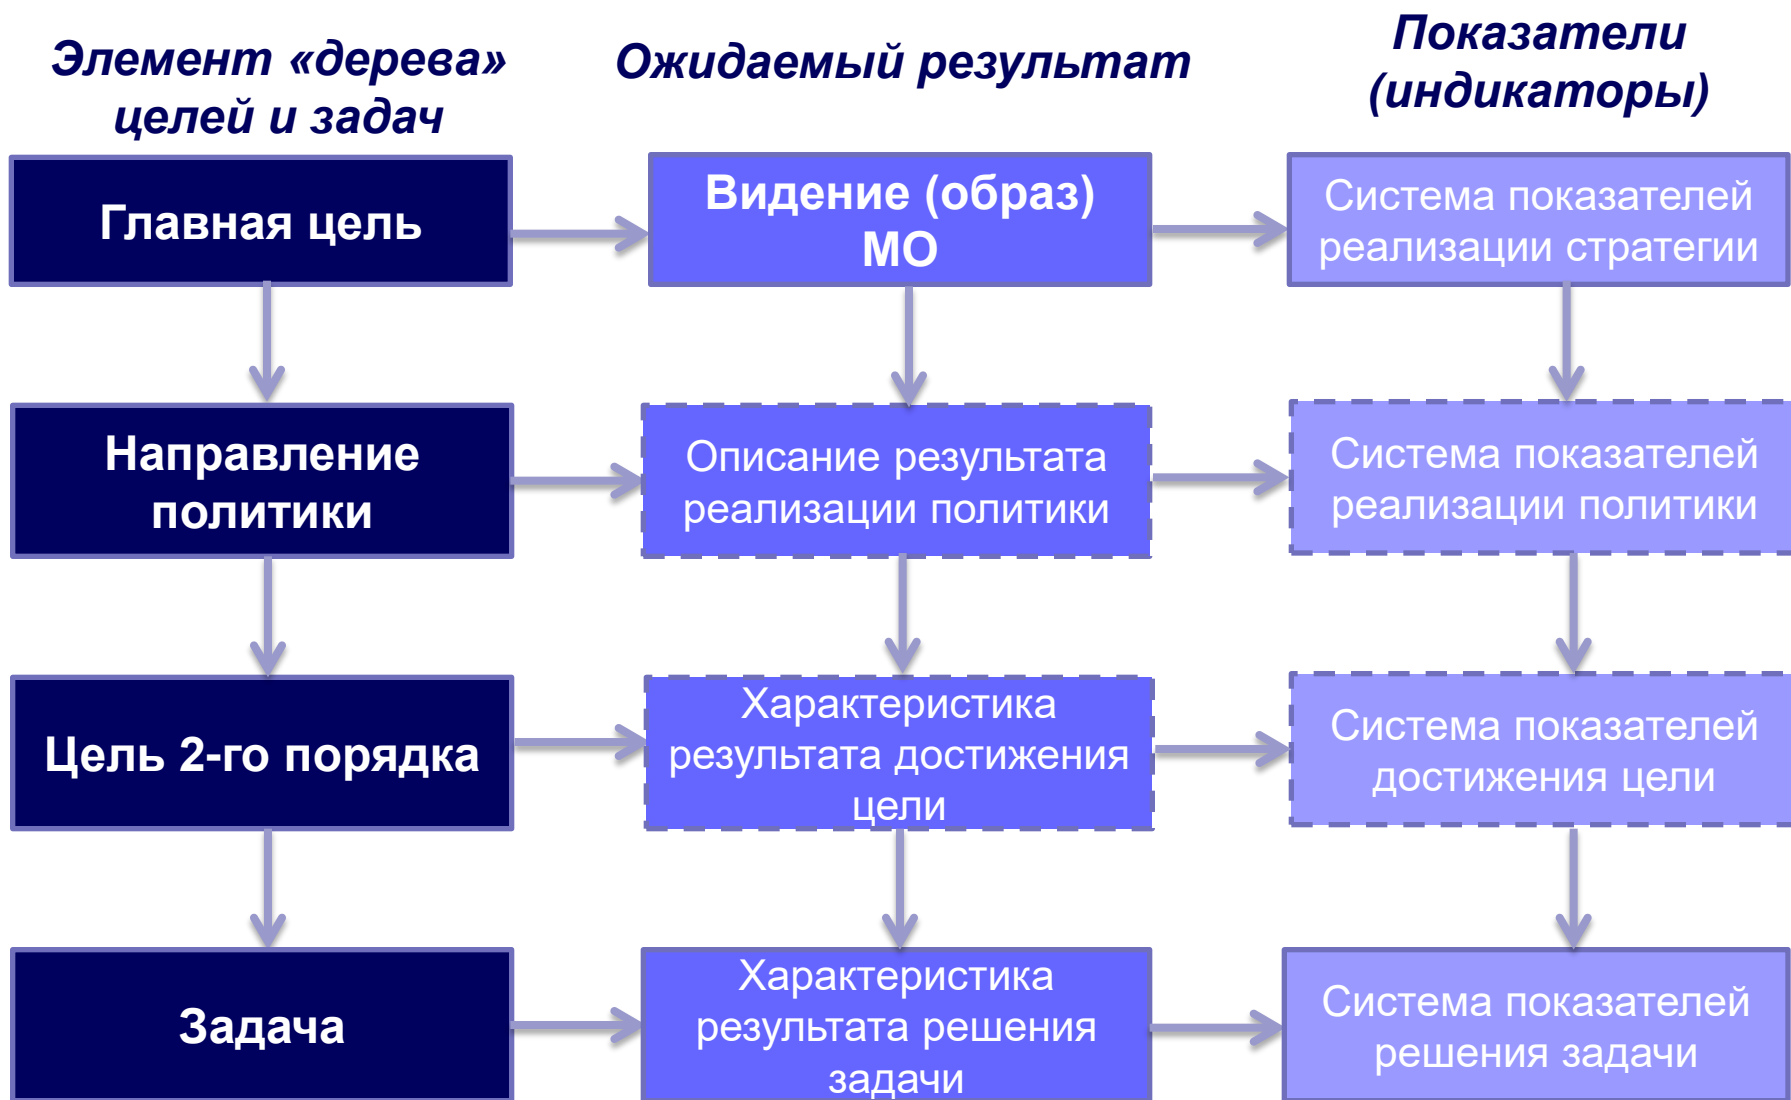 Элемент «дерева»
целей и задач
Ожидаемый результат
Показатели
(индикаторы)
Главная цель
Видение (образ)
МО
Система показателей
реализации стратегии
Направление
политики
Описание результата
реализации политики
Система показателей
реализации политики
Цель 2-го порядка
Характеристика
результата достижения
цели
Система показателей
достижения цели
Задача
Характеристика
результата решения
задачи
Система показателей
решения задачи